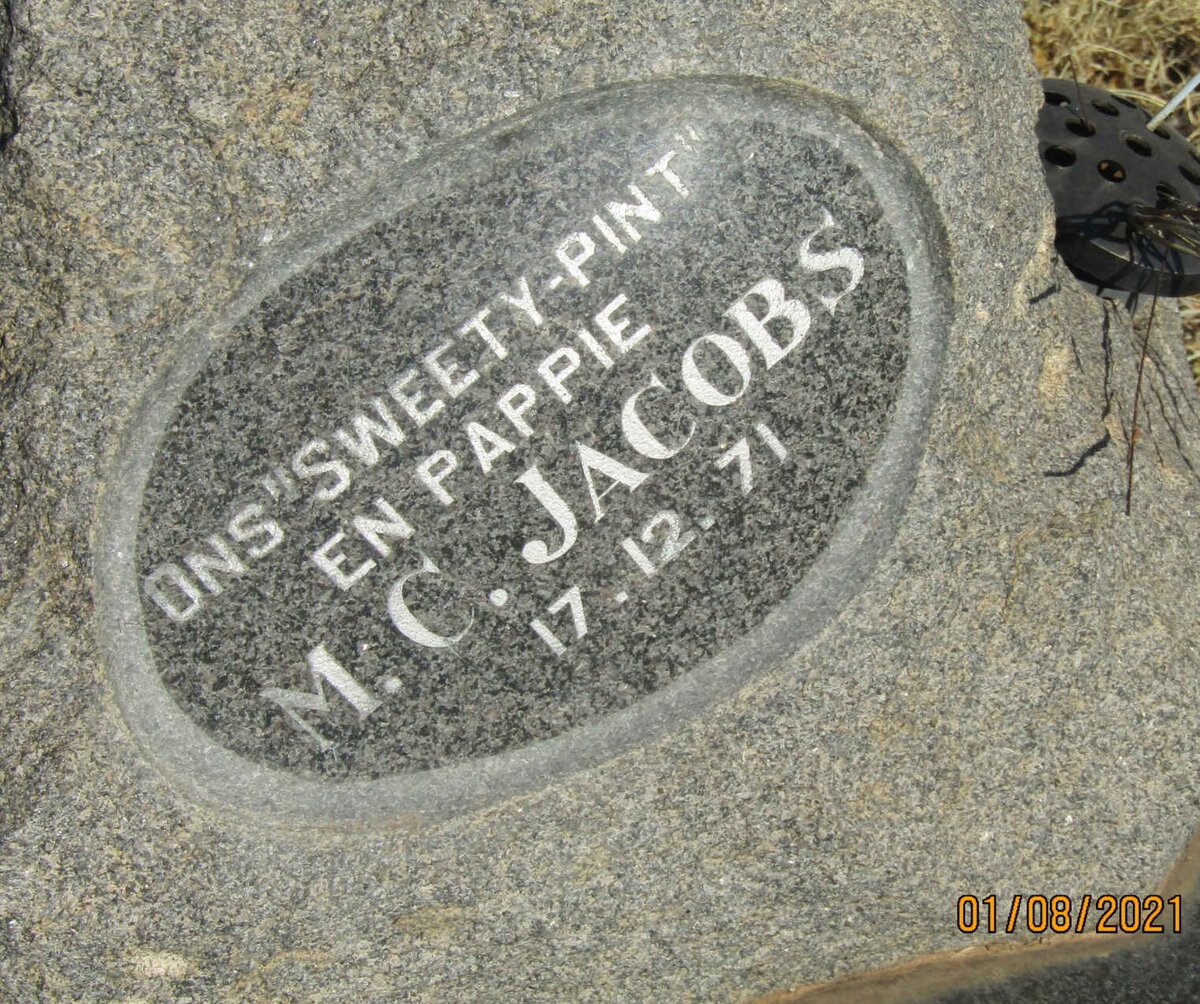 ONS "SWEETY-PINT"
EN PAPPIE
M. C. JACOBS
17. 12. 71
01/08/2021